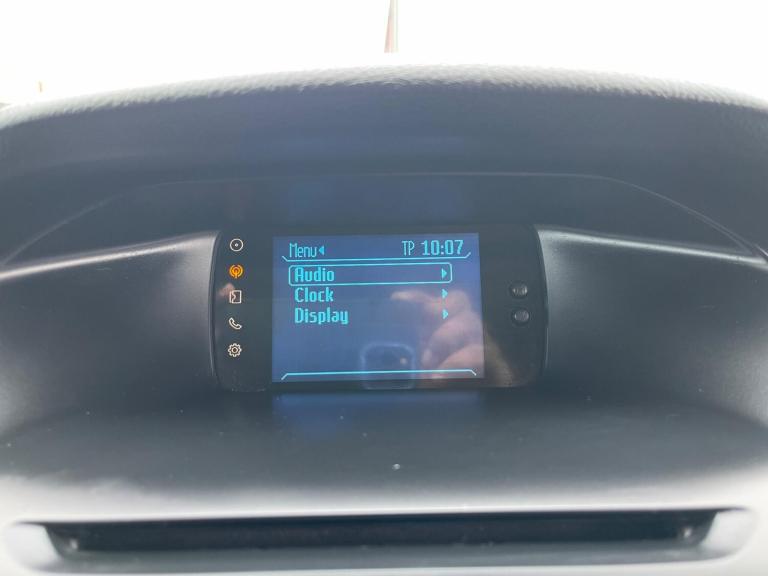 Menu TP 10:07
Audio
Clock
Display